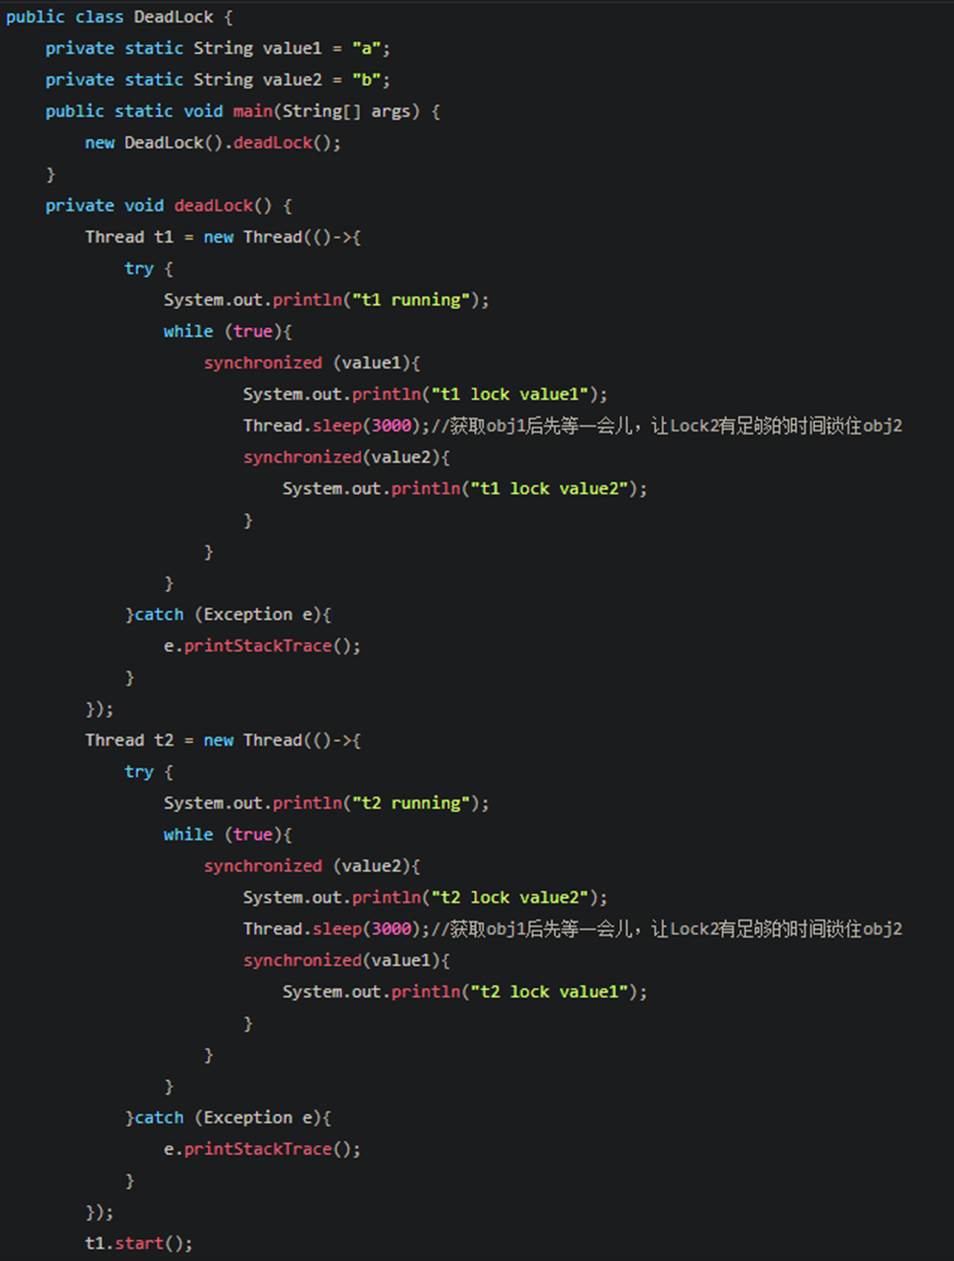 public class DeadLock {
    private static String value1 = "a";
    private static String value2 = "b";
    public static void main(String[] args) {
        new DeadLock().deadLock();
    }
    private void deadLock() {
        Thread t1 = new Thread(()->{
            try {
                System.out.println("t1 running");
                while (true){
                    synchronized (value1){
                        System.out.println("t1 lock value1");
                        Thread.sleep(3000);//获取obj1后先等一会儿，让Lock2有足够的时间锁住obj2
                        synchronized(value2){
                            System.out.println("t1 lock value2");
                        }
                    }
                }
            }catch (Exception e){
                e.printStackTrace();
            }
        });
        Thread t2 = new Thread(()->{
            try {
                System.out.println("t2 running");
                while (true){
                    synchronized (value2){
                        System.out.println("t2 lock value2");
                        Thread.sleep(3000);//获取obj1后先等一会儿，让Lock2有足够的时间锁住obj2
                        synchronized(value1){
                            System.out.println("t2 lock value1");
                        }
                    }
                }
            }catch (Exception e){
                e.printStackTrace();
            }
        });
        t1.start();